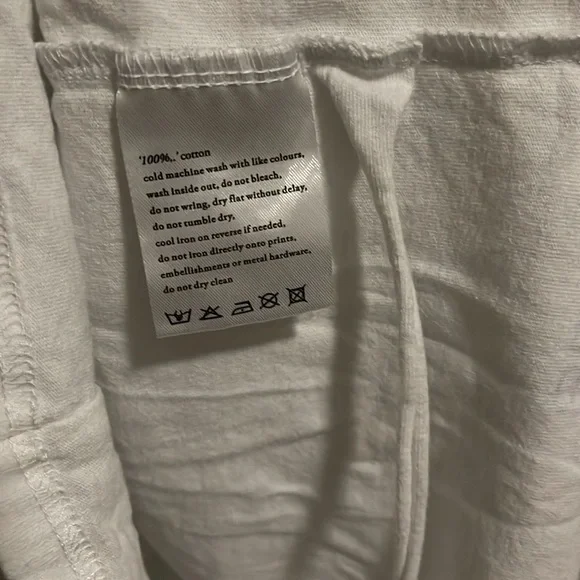 '100%,.' cotton
cold machine wash with like colours,
wash inside out, do not bleach,
do not wring, dry flat without delay,
do not tumble dry,
cool iron on reverse if needed,
do not iron directly onto prints,
embellishments or metal hardware,
do not dry clean